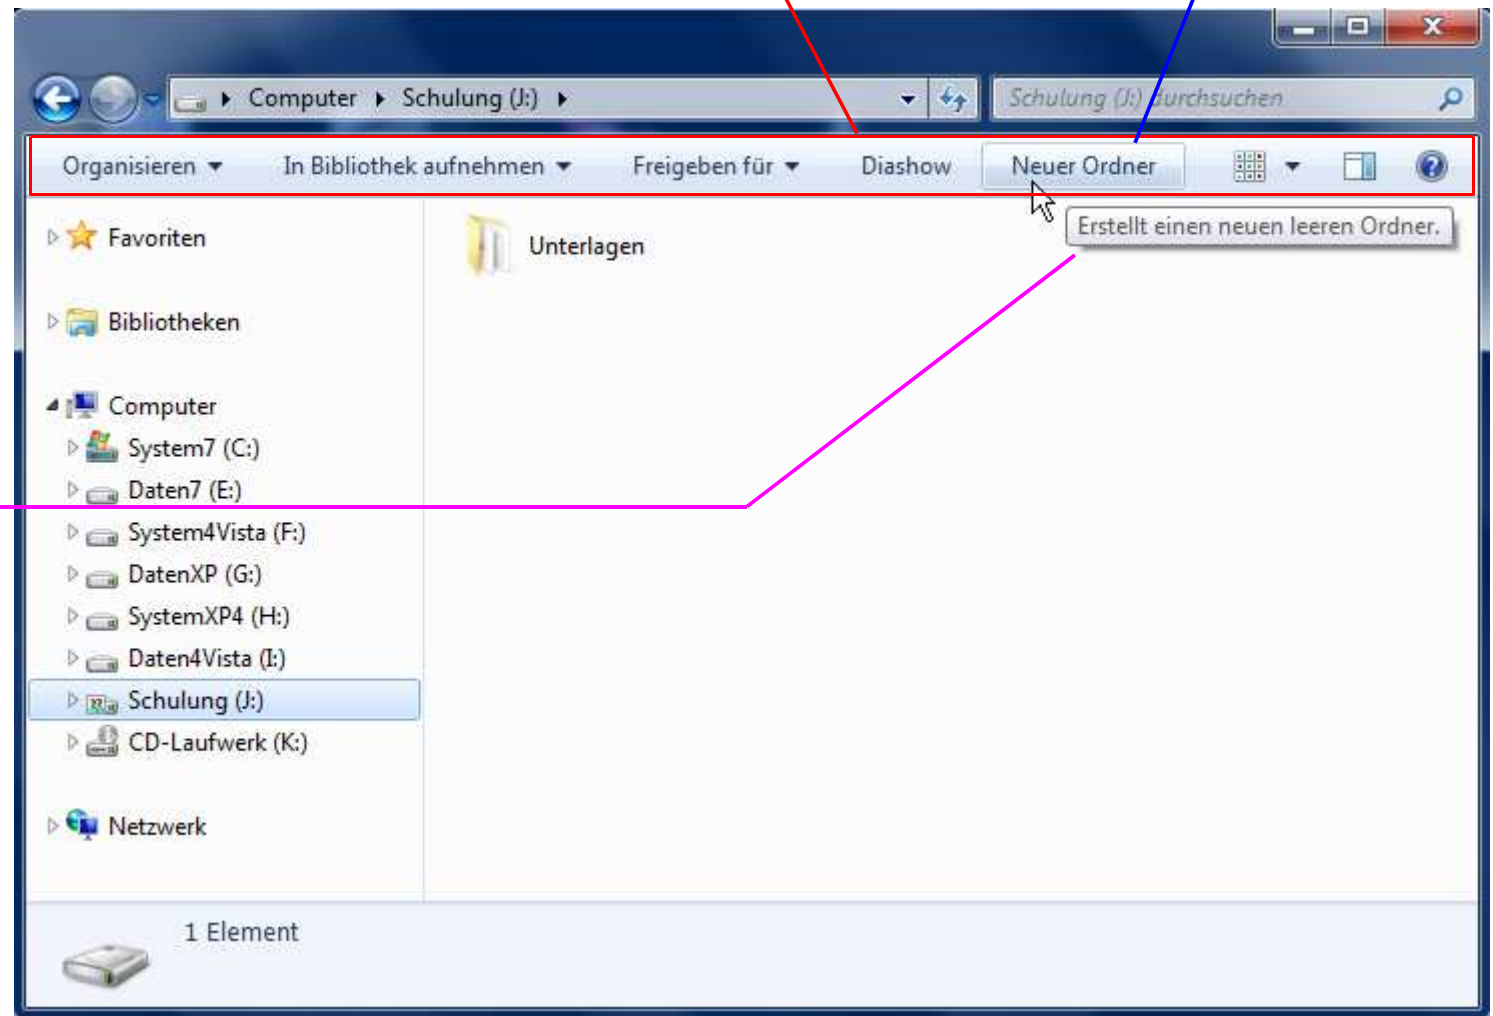 Computer Schulung (J:)
Schulung (J:) durchsuchen
Organisieren In Bibliothek aufnehmen Freigeben für Diashow Neuer Ordner
Erstellt einen neuen leeren Ordner.
Favoriten
Bibliotheken
Computer
System7 (C:)
Daten7 (E:)
System4Vista (F:)
DatenXP (G:)
SystemXP4 (H:)
Daten4Vista (I:)
Schulung (J:)
CD-Laufwerk (K:)
Netzwerk
Unterlagen
1 Element